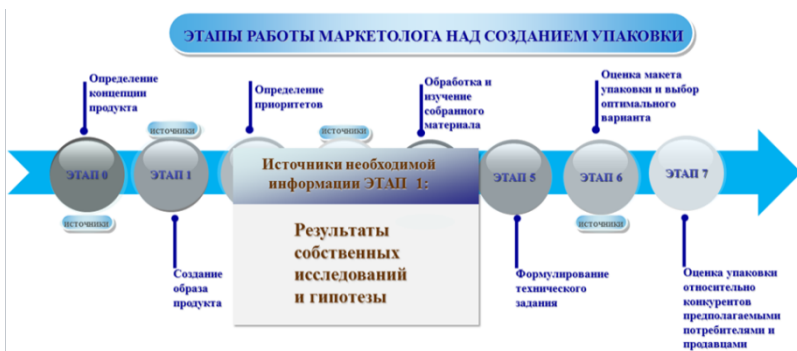 ЭТАПЫ РАБОТЫ МАРКЕТОЛОГА НАД СОЗДАНИЕМ УПАКОВКИ
Определение
концепции
продукта
источники
Определение
приоритетов
источники
Обработка и
изучение
собранного
материала
Оценка макета
упаковки и выбор
оптимального
варианта
ЭТАП 0
ЭТАП 1
Источники необходимой
информации ЭТАП 1:
Результаты
собственных
исследований
и гипотезы
ЭТАП 5
ЭТАП 6
ЭТАП 7
источники
источники
Создание
образа
продукта
Формулирование
технического
задания
Оценка упаковки
относительно
конкурентов
предполагаемыми
потребителями и
продавцами